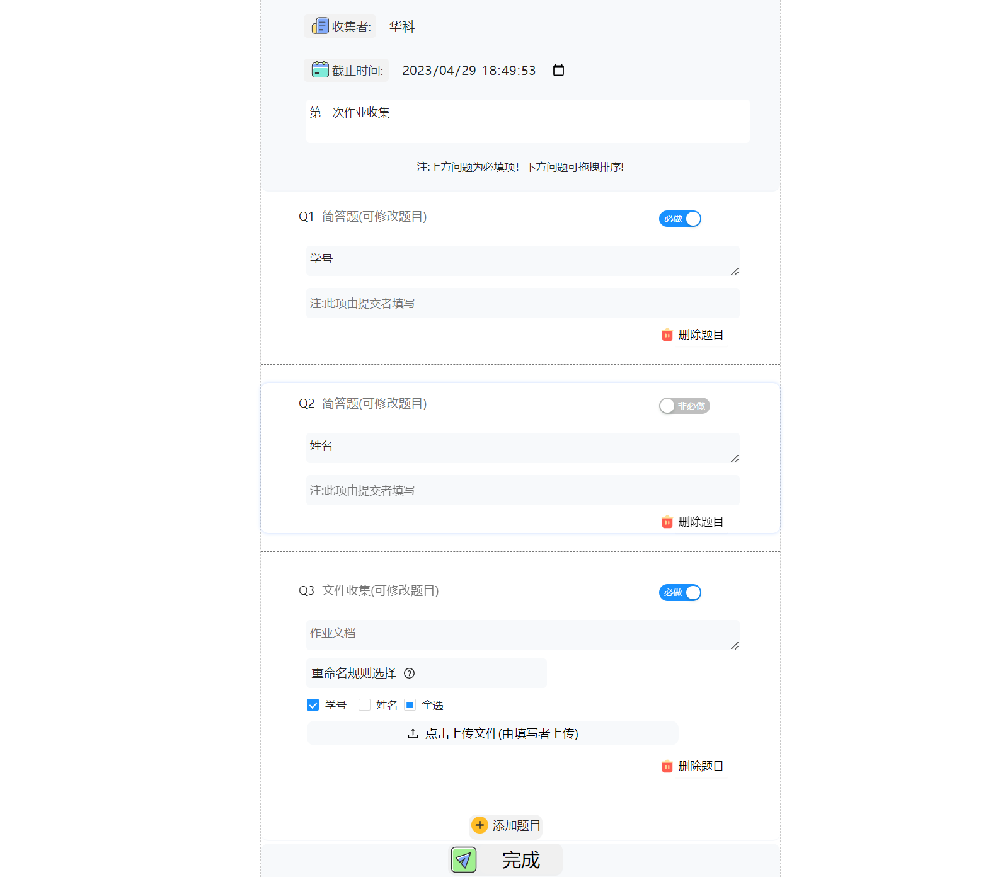 收集者: 华科
截止时间: 2023/04/29 18:49:53
第一次作业收集
注:上方问题为必填项！下方问题可拖拽排序!
Q1 简答题(可修改题目) 必做
学号
注:此项由提交者填写
删除题目
Q2 简答题(可修改题目) 非必做
姓名
注:此项由提交者填写
删除题目
Q3 文件收集(可修改题目) 必做
作业文档
重命名规则选择
学号 姓名 全选
点击上传文件(由填写者上传)
删除题目
添加题目
完成